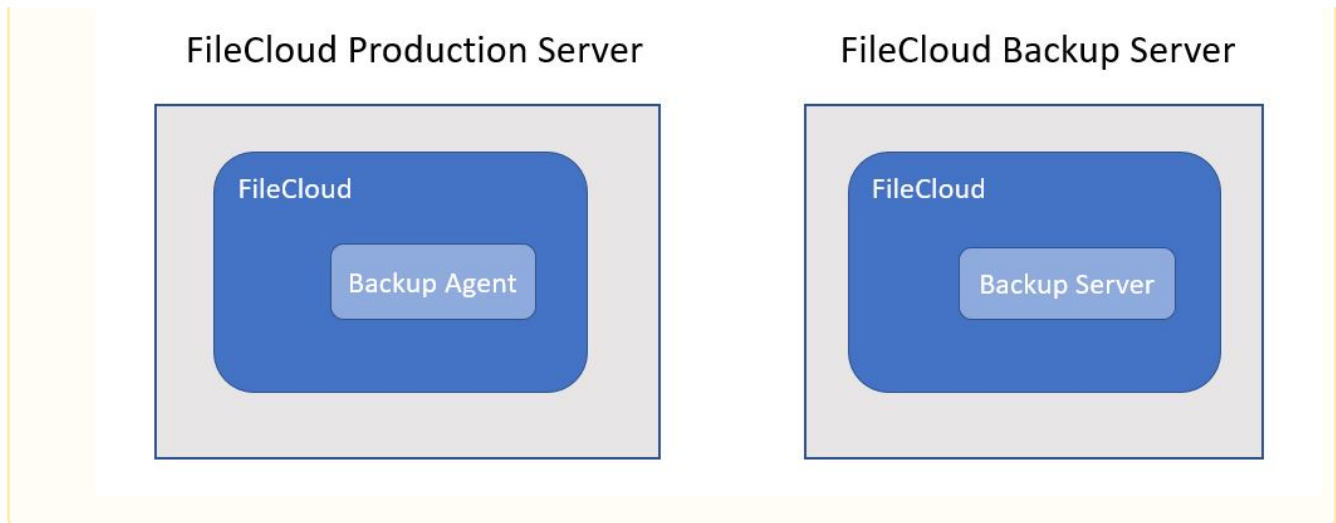 FileCloud Production Server
FileCloud Backup Server
FileCloud
Backup Agent
FileCloud
Backup Server